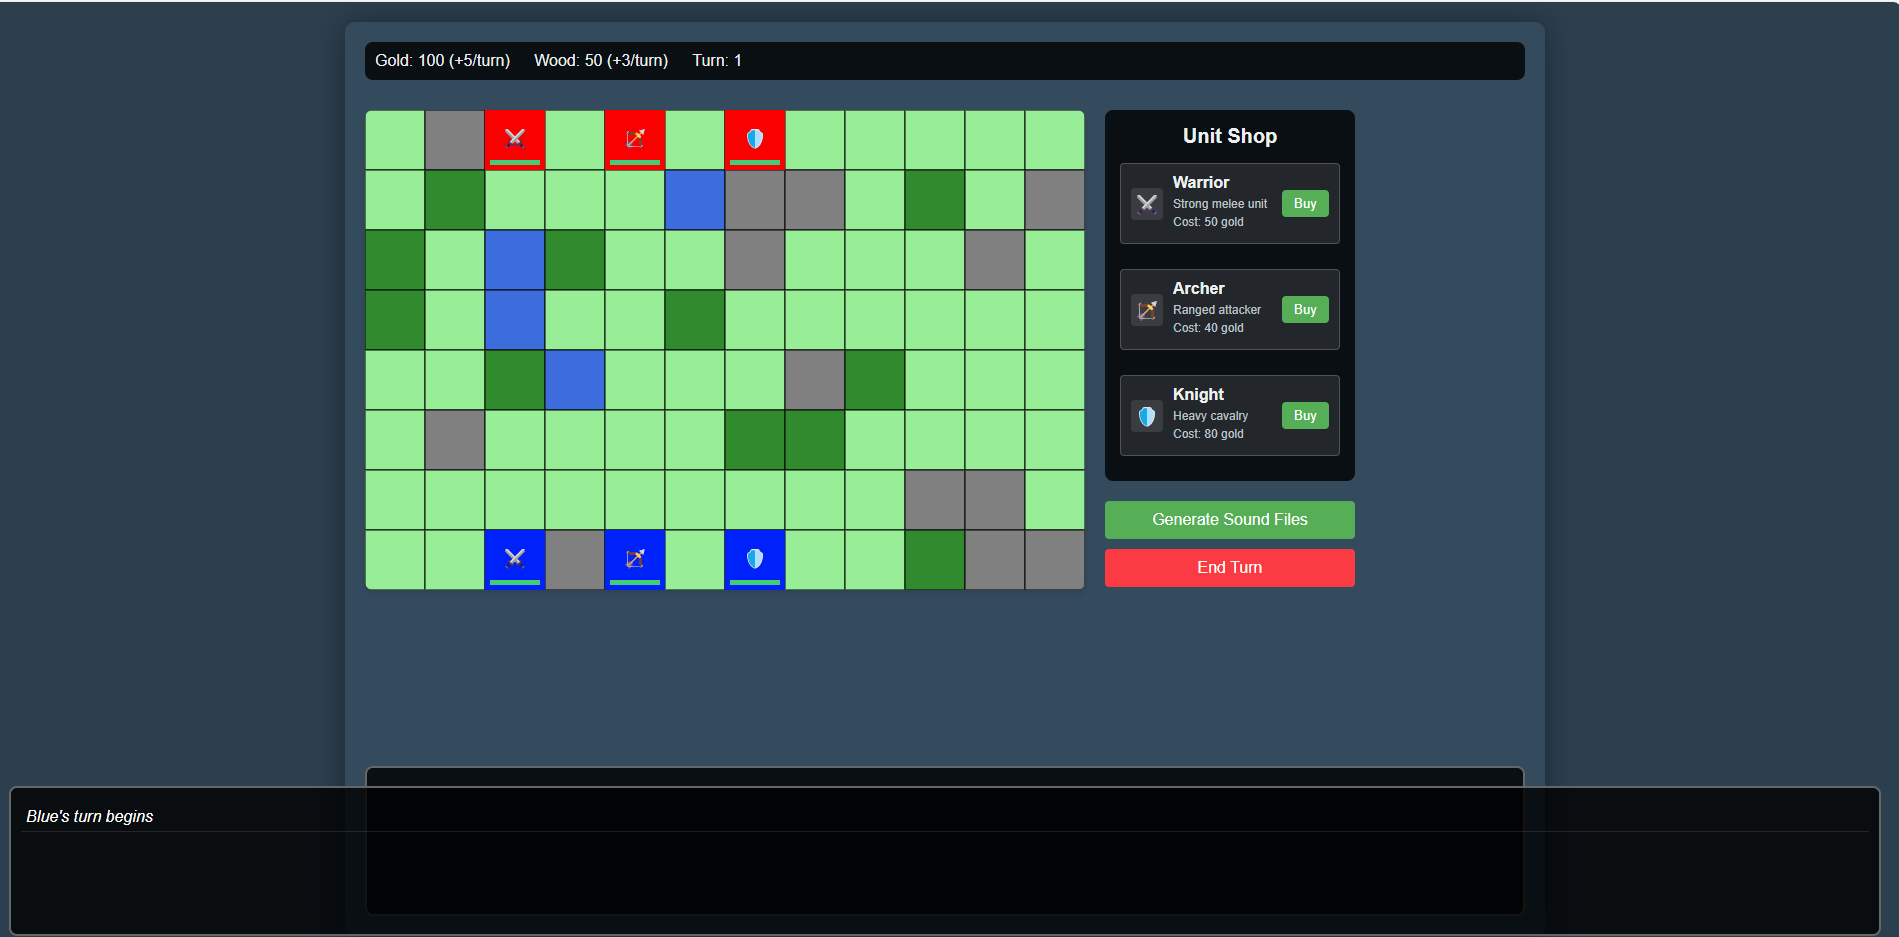 Gold: 100 (+5/turn) Wood: 50 (+3/turn) Turn: 1
Unit Shop
Warrior
Strong melee unit
Cost: 50 gold
Buy
Archer
Ranged attacker
Cost: 40 gold
Buy
Knight
Heavy cavalry
Cost: 80 gold
Buy
Generate Sound Files
End Turn
Blue's turn begins